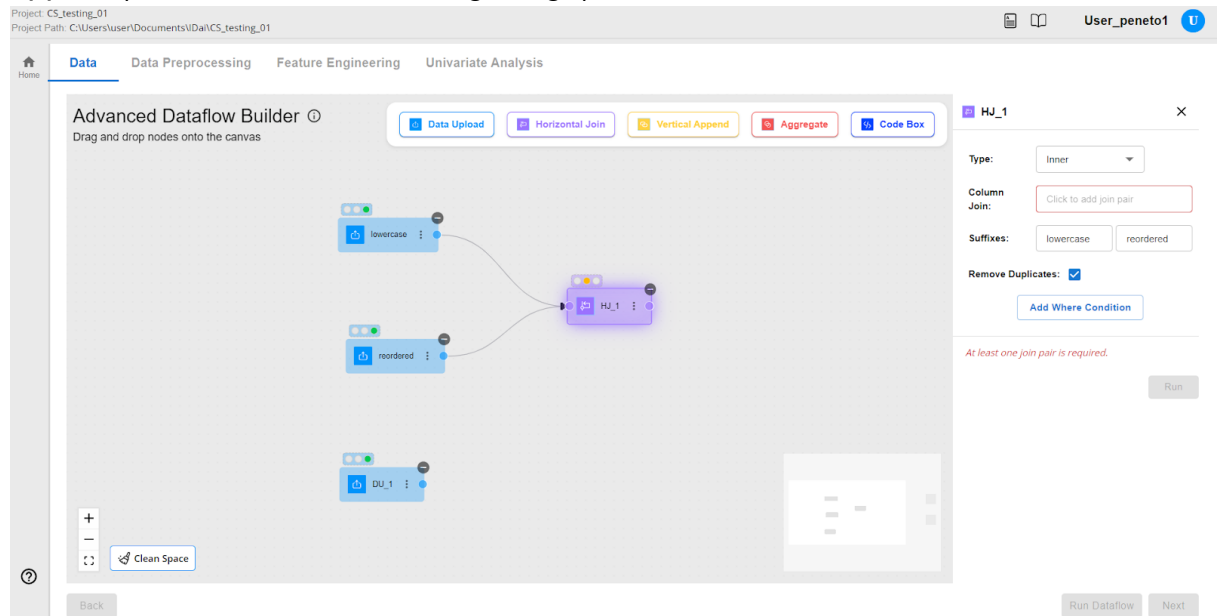 Project: CS_testing_01
Project Path: C:\Users\user\Documents\IDai\CS_testing_01
User_peneto1
U
Home
Data
Data Preprocessing
Feature Engineering
Univariate Analysis
Advanced Dataflow Builder
Drag and drop nodes onto the canvas
Data Upload
Horizontal Join
Vertical Append
Aggregate
Code Box
lowercase
reordered
HJ_1
DU_1
Clean Space
HJ_1
Type:
Inner
Column Join:
Click to add join pair
Suffixes:
lowercase
reordered
Remove Duplicates:
Add Where Condition
At least one join pair is required.
Run
Back
Run Dataflow
Next